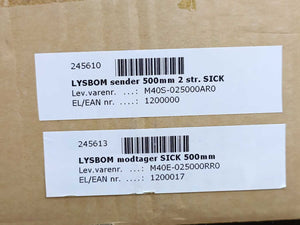 245610
LYSBOM sender 500mm 2 str. SICK
Lev.varenr. ...: M40S-025000AR0
EL/EAN nr. ....: 1200000
245613
LYSBOM modtager SICK 500mm
Lev.varenr. ...: M40E-025000RR0
EL/EAN nr. ....: 1200017